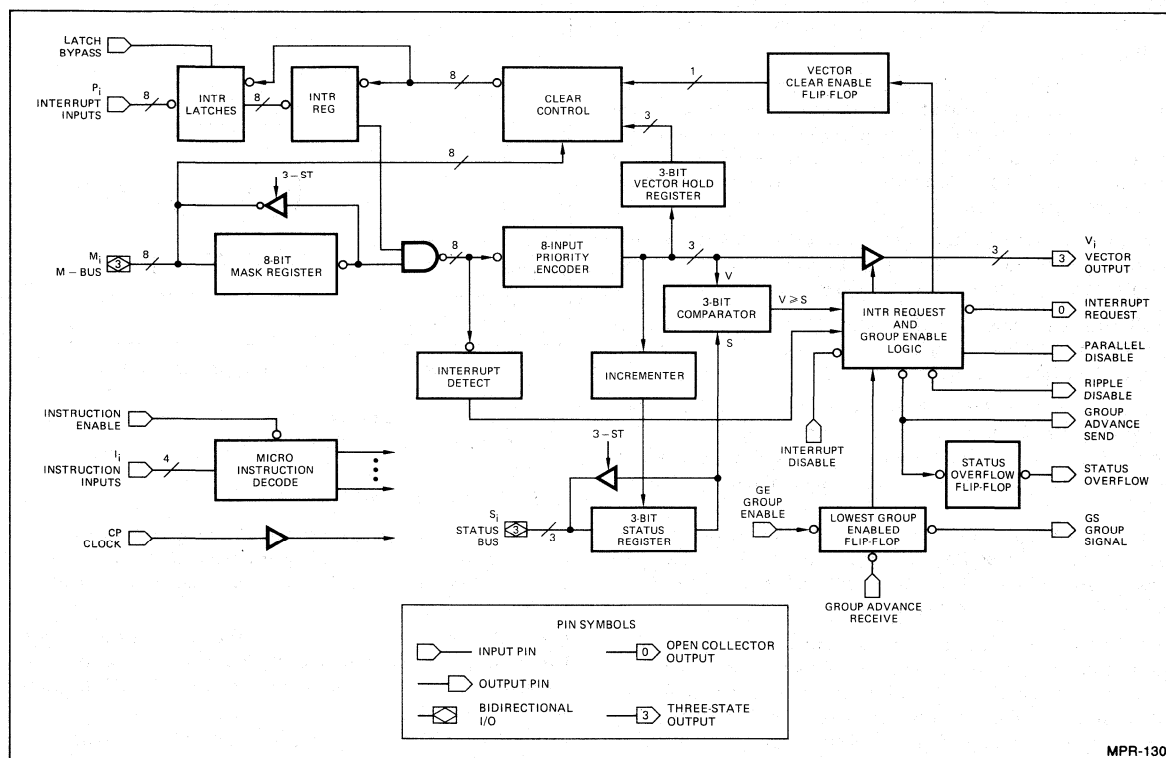 LATCH
BYPASS
Pi
INTERRUPT
INPUTS
8
INTR
LATCHES
8
INTR
REG
8
CLEAR
CONTROL
1
VECTOR
CLEAR ENABLE
FLIP-FLOP
3
8
3-BIT
VECTOR HOLD
REGISTER
3-ST
Mi
M-BUS
3
8
8-BIT
MASK REGISTER
8
8-INPUT
PRIORITY
ENCODER
3
3
Vi
VECTOR
OUTPUT
3
V
3-BIT
COMPARATOR
V ≥ S
S
INTR REQUEST
AND
GROUP ENABLE
LOGIC
0
INTERRUPT
REQUEST
PARALLEL
DISABLE
RIPPLE
DISABLE
GROUP
ADVANCE
SEND
INTERRUPT
DETECT
INCREMENTER
INTERRUPT
DISABLE
STATUS
OVERFLOW
FLIP-FLOP
STATUS
OVERFLOW
INSTRUCTION
ENABLE
Ii
INSTRUCTION
INPUTS
4
MICRO
INSTRUCTION
DECODE
3-ST
CP
CLOCK
Si
STATUS
BUS
3
3
3-BIT
STATUS
REGISTER
GE
GROUP
ENABLE
LOWEST GROUP
ENABLED
FLIP-FLOP
GS
GROUP
SIGNAL
GROUP ADVANCE
RECEIVE
PIN SYMBOLS
INPUT PIN
0 OPEN COLLECTOR
OUTPUT
OUTPUT PIN
BIDIRECTIONAL
I/O
3 THREE-STATE
OUTPUT
MPR-130